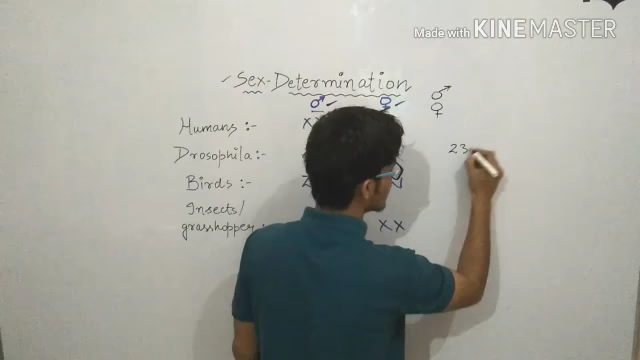 Made with KINEMASTER
✓ Sex-Determination
♂ ✓ ♀ ✓
♂
♀
Humans :- X
Drosophila :-
23
Birds :-
Insects/
grasshopper :- XX